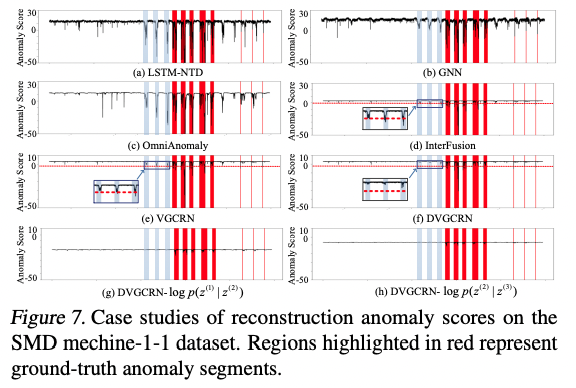 Anomaly Score
30
0
-50
(a) LSTM-NTD
Anomaly Score
30
0
-50
(b) GNN
Anomaly Score
30
0
-50
(c) OmniAnomaly
Anomaly Score
30
0
-50
(d) InterFusion
Anomaly Score
10
0
-50
(e) VGCRN
Anomaly Score
10
0
-50
(f) DVGCRN
Anomaly Score
10
0
-50
(g) DVGCRN- log p(z⁽¹⁾ | z⁽²⁾)
Anomaly Score
10
0
-50
(h) DVGCRN- log p(z⁽²⁾ | z⁽³⁾)
Figure 7. Case studies of reconstruction anomaly scores on the
SMD mechine-1-1 dataset. Regions highlighted in red represent
ground-truth anomaly segments.